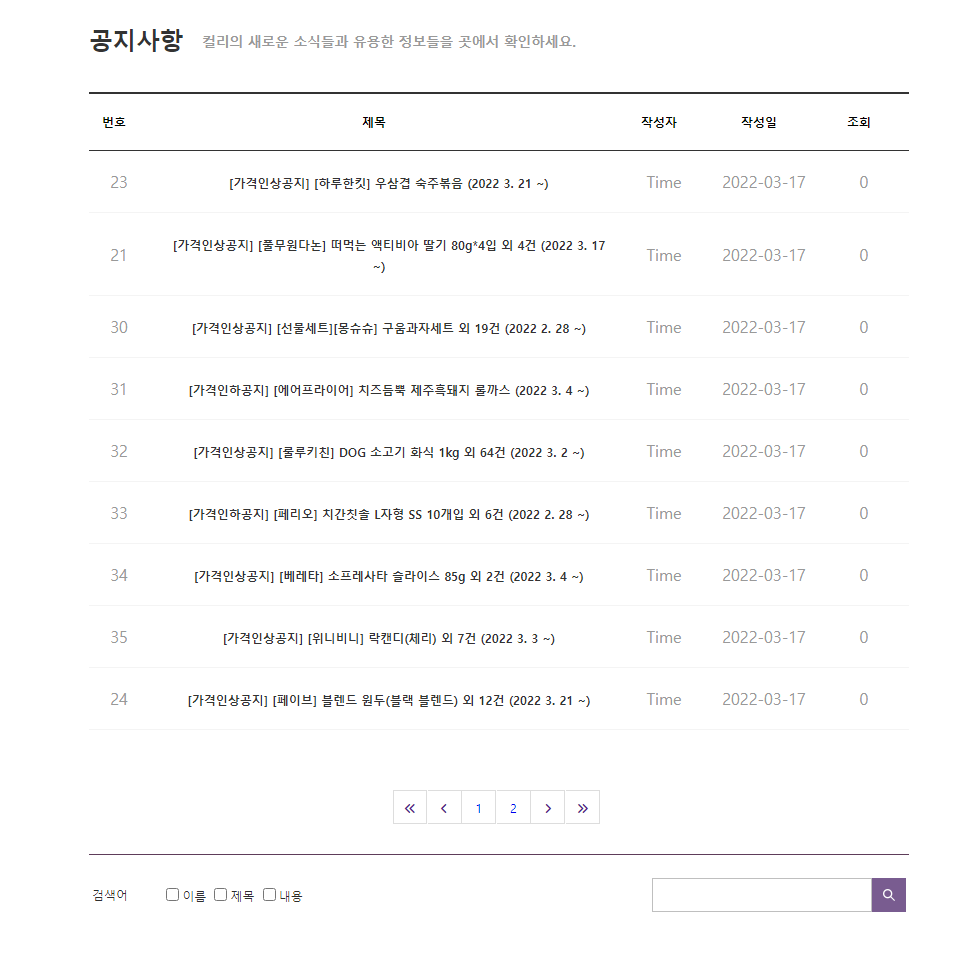 공지사항 컬리의 새로운 소식들과 유용한 정보들을 곳에서 확인하세요.
번호 제목 작성자 작성일 조회
23 [가격인상공지] [하루한킷] 우삼겹 숙주볶음 (2022 3. 21 ~) Time 2022-03-17 0
21 [가격인상공지] [풀무원다논] 떠먹는 액티비아 딸기 80g*4입 외 4건 (2022 3. 17 Time 2022-03-17 0
~)
30 [가격인상공지] [선물세트][몽슈슈] 구움과자세트 외 19건 (2022 2. 28 ~) Time 2022-03-17 0
31 [가격인하공지] [에어프라이어] 치즈듬뿍 제주흑돼지 롤까스 (2022 3. 4 ~) Time 2022-03-17 0
32 [가격인상공지] [룰루키친] DOG 소고기 화식 1kg 외 64건 (2022 3. 2 ~) Time 2022-03-17 0
33 [가격인하공지] [페리오] 치간칫솔 L자형 SS 10개입 외 6건 (2022 2. 28 ~) Time 2022-03-17 0
34 [가격인상공지] [베레타] 소프레사타 슬라이스 85g 외 2건 (2022 3. 4 ~) Time 2022-03-17 0
35 [가격인상공지] [위니비니] 락캔디(체리) 외 7건 (2022 3. 3 ~) Time 2022-03-17 0
24 [가격인상공지] [페이브] 블렌드 원두(블랙 블렌드) 외 12건 (2022 3. 21 ~) Time 2022-03-17 0
1 2
검색어 이름 제목 내용